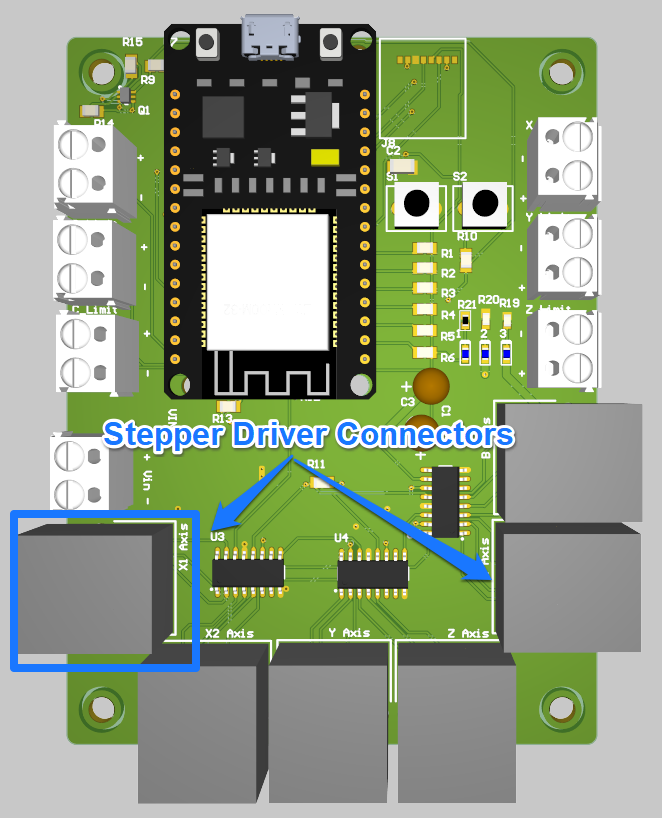 R15
R9
Q1
R14
J8
C2
X
S1
S2
+
-
-
+
R10
Y Limit
+
-
-
+
R1
R2
R3
R4
R5
R6
C Limit
Z Limit
R21
R20
R19
1
2
3
+
-
-
+
+
C3
C1
R13
VIN
Stepper Driver Connectors
+
+ Vin -
R11
B
U3
U4
X1 Axis
Axis
X2 Axis
Y Axis
Z Axis